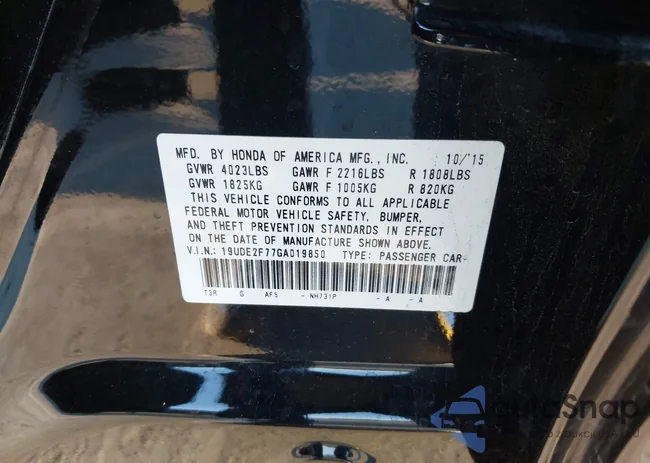 MFD. BY HONDA OF AMERICA MFG., INC. 10/'15
GVWR 4023LBS GAWR F 2216LBS R 1808LBS
GVWR 1825KG GAWR F 1005KG R 820KG
THIS VEHICLE CONFORMS TO ALL APPLICABLE
FEDERAL MOTOR VEHICLE SAFETY, BUMPER,
AND THEFT PREVENTION STANDARDS IN EFFECT
ON THE DATE OF MANUFACTURE SHOWN ABOVE.
V.I.N.: 19UDE2F77GA019850 TYPE: PASSENGER CAR
T3R G AF5 - NH731P - A - A
autoSnap